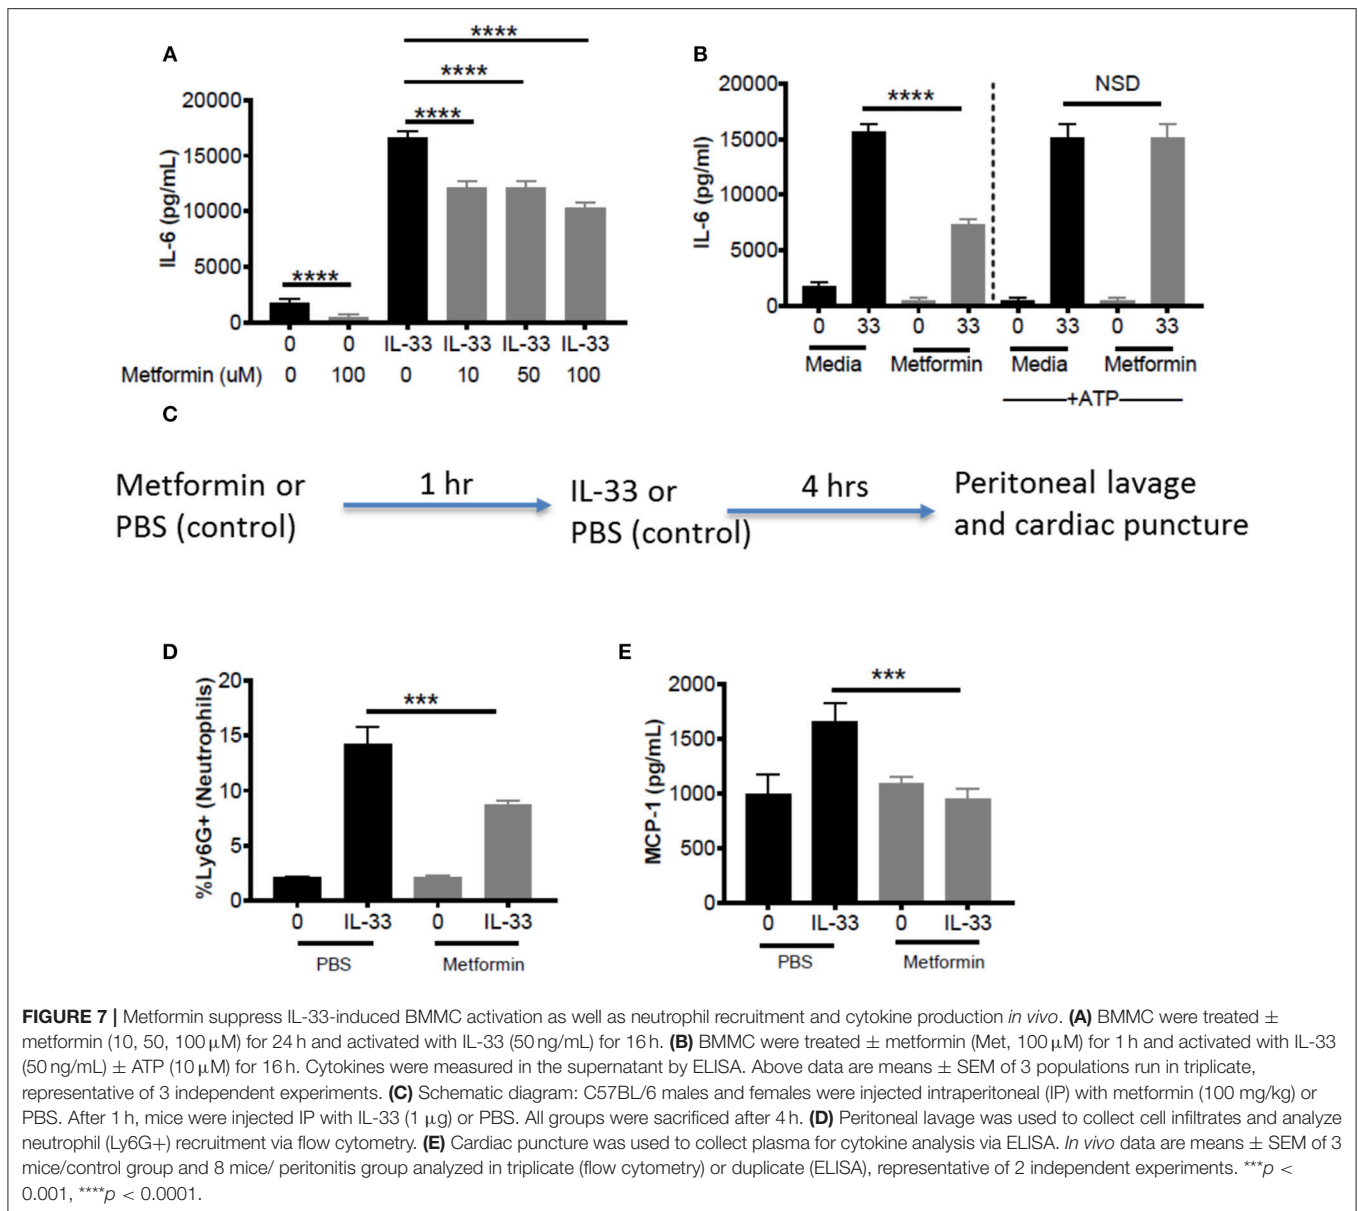 A
****
****
****
****
20000
15000
10000
5000
0
IL-6 (pg/mL)
0 0 IL-33 IL-33 IL-33 IL-33
Metformin (uM) 0 100 0 10 50 100
B
****
NSD
20000
15000
10000
5000
0
IL-6 (pg/ml)
0 33 0 33 0 33 0 33
Media Metformin Media Metformin
+ATP
C
Metformin or
PBS (control)
1 hr
IL-33 or
PBS (control)
4 hrs
Peritoneal lavage
and cardiac puncture
D
***
20
15
10
5
0
%Ly6G+ (Neutrophils)
0 IL-33 0 IL-33
PBS Metformin
E
***
2000
1500
1000
500
0
MCP-1 (pg/mL)
0 IL-33 0 IL-33
PBS Metformin
FIGURE 7 | Metformin suppress IL-33-induced BMMC activation as well as neutrophil recruitment and cytokine production in vivo. (A) BMMC were treated ±
metformin (10, 50, 100 μM) for 24 h and activated with IL-33 (50 ng/mL) for 16 h. (B) BMMC were treated ± metformin (Met, 100 μM) for 1 h and activated with IL-33
(50 ng/mL) ± ATP (10 μM) for 16 h. Cytokines were measured in the supernatant by ELISA. Above data are means ± SEM of 3 populations run in triplicate,
representative of 3 independent experiments. (C) Schematic diagram: C57BL/6 males and females were injected intraperitoneal (IP) with metformin (100 mg/kg) or
PBS. After 1 h, mice were injected IP with IL-33 (1 μg) or PBS. All groups were sacrificed after 4 h. (D) Peritoneal lavage was used to collect cell infiltrates and analyze
neutrophil (Ly6G+) recruitment via flow cytometry. (E) Cardiac puncture was used to collect plasma for cytokine analysis via ELISA. In vivo data are means ± SEM of 3
mice/control group and 8 mice/ peritonitis group analyzed in triplicate (flow cytometry) or duplicate (ELISA), representative of 2 independent experiments. ***p <
0.001, ****p < 0.0001.